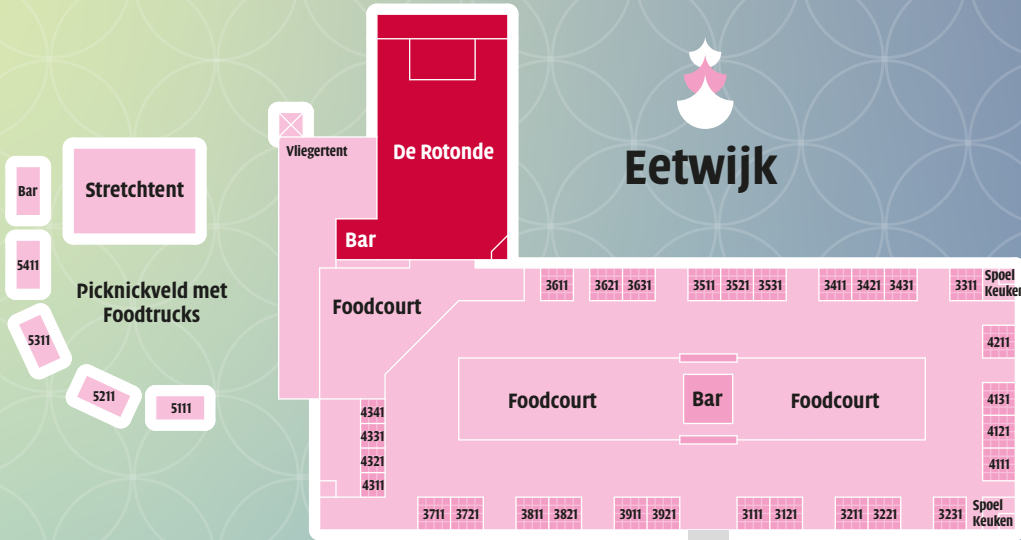 Eetwijk
De Rotonde
Bar
Vliegertent
Stretchtent
Bar
5411
5311
5211
5111
Picknickveld met
Foodtrucks
Foodcourt
3611
3621 3631
3511 3521 3531
3411 3421 3431
3311
Spoel
Keuken
4211
4131
4121
4111
Foodcourt
Bar
Foodcourt
4341
4331
4321
4311
3711 3721
3811 3821
3911 3921
3111 3121
3211 3221
3231
Spoel
Keuken